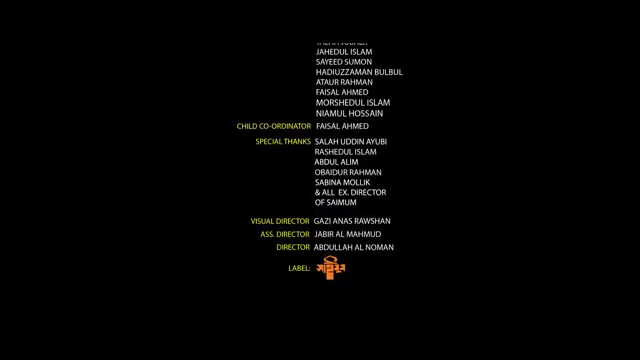 JAHEDUL ISLAM
SAYEED SUMON
HADIUZZAMAN BULBUL
ATAUR RAHMAN
FAISAL AHMED
MORSHEDUL ISLAM
NIAMUL HOSSAIN
CHILD CO-ORDINATOR FAISAL AHMED
SPECIAL THANKS SALAH UDDIN AYUBI
RASHEDUL ISLAM
ABDUL ALIM
OBAIDUR RAHMAN
SABINA MOLLIK
& ALL EX. DIRECTOR
OF SAIMUM
VISUAL DIRECTOR GAZI ANAS RAWSHAN
ASS. DIRECTOR JABIR AL MAHMUD
DIRECTOR ABDULLAH AL NOMAN
LABEL: সাইমুম